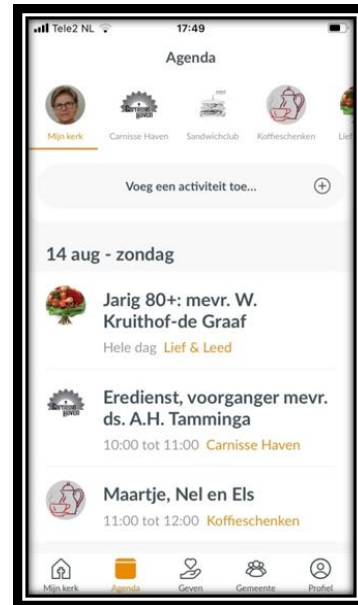 Tele2 NL 17:49
Agenda
Mijn kerk Carnisse Haven Sandwichclub Koffieschenken Lief
Voeg een activiteit toe...
14 aug - zondag
Jarig 80+: mevr. W.
Kruithof-de Graaf
Hele dag Lief & Leed
Eredienst, voorganger mevr.
ds. A.H. Tamminga
10:00 tot 11:00 Carnisse Haven
Maartje, Nel en Els
11:00 tot 12:00 Koffieschenken
Mijn kerk Agenda Geven Gemeente Profiel